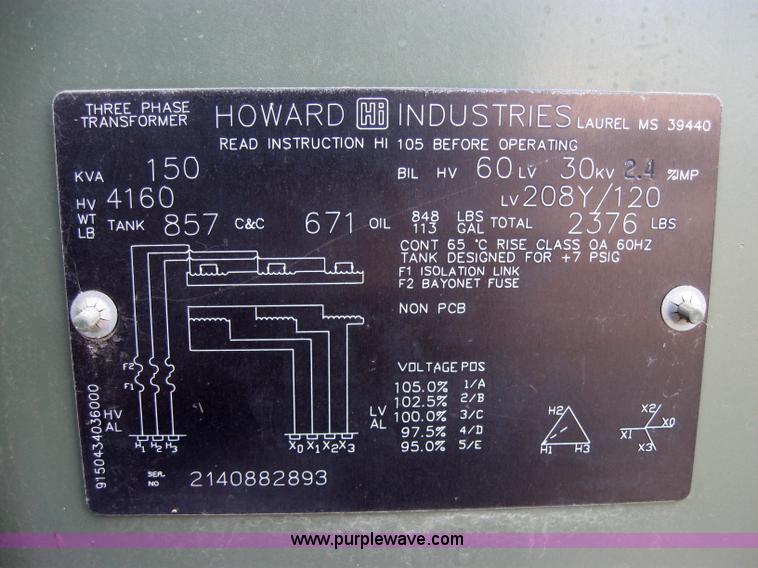 THREE PHASE TRANSFORMER HOWARD Hi INDUSTRIES LAUREL MS 39440
READ INSTRUCTION HI 105 BEFORE OPERATING
KVA 150 BIL HV 60 LV 30 KV 2.4 %IMP
HV 4160 LV 208Y/120
WT LB TANK 857 C&C 671 OIL 848 LBS 113 GAL TOTAL 2376 LBS
CONT 65 °C RISE CLASS OA 60HZ
TANK DESIGNED FOR +7 PSIG
F1 ISOLATION LINK
F2 BAYONET FUSE
NON PCB
F2
F1
HV AL
H1 H2 H3
X0 X1 X2 X3
LV AL
VOLTAGE POS
105.0% 1/A
102.5% 2/B
100.0% 3/C
97.5% 4/D
95.0% 5/E
H2
H1 H3
X2
X1 X0
X3
9150434036000
SER. NO 2140882893
www.purplewave.com